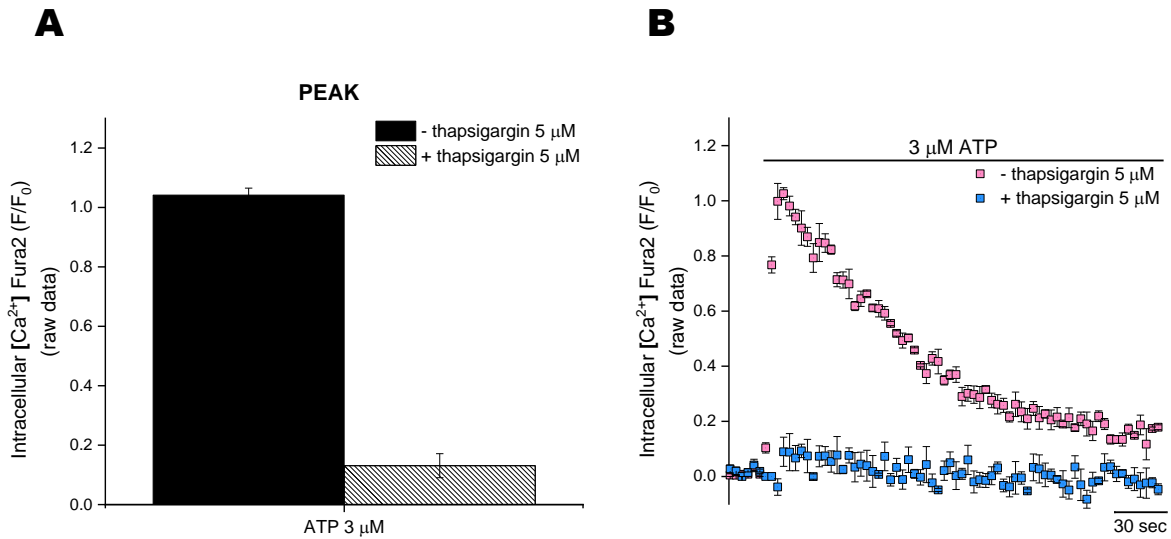 A
PEAK
- thapsigargin 5 μM
+ thapsigargin 5 μM
Intracellular [Ca²⁺] Fura2 (F/F₀)
(raw data)
1.2
1.0
0.8
0.6
0.4
0.2
0.0
ATP 3 μM
B
3 μM ATP
- thapsigargin 5 μM
+ thapsigargin 5 μM
Intracellular [Ca²⁺] Fura2 (F/F₀)
(raw data)
1.2
1.0
0.8
0.6
0.4
0.2
0.0
30 sec